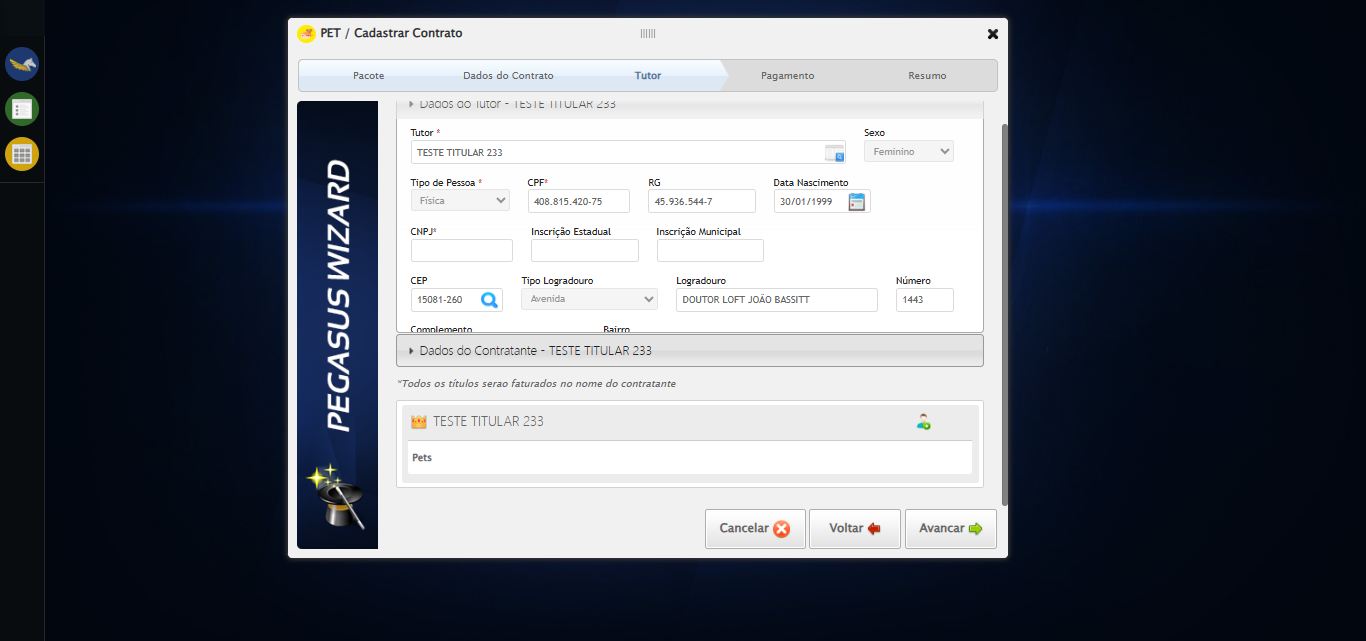 PET / Cadastrar Contrato
Pacote
Dados do Contrato
Tutor
Pagamento
Resumo
PEGASUS WIZARD
Dados do Tutor - TESTE TITULAR 233
Tutor *
Sexo
TESTE TITULAR 233
Feminino
Tipo de Pessoa *
CPF*
RG
Data Nascimento
Física
408.815.420-75
45.936.544-7
30/01/1999
CNPJ*
Inscrição Estadual
Inscrição Municipal
CEP
Tipo Logradouro
Logradouro
Número
15081-260
Avenida
DOUTOR LOFT JOÃO BASSITT
1443
Complemento
Bairro
Dados do Contratante - TESTE TITULAR 233
*Todos os títulos serao faturados no nome do contratante
TESTE TITULAR 233
Pets
Cancelar
Voltar
Avancar